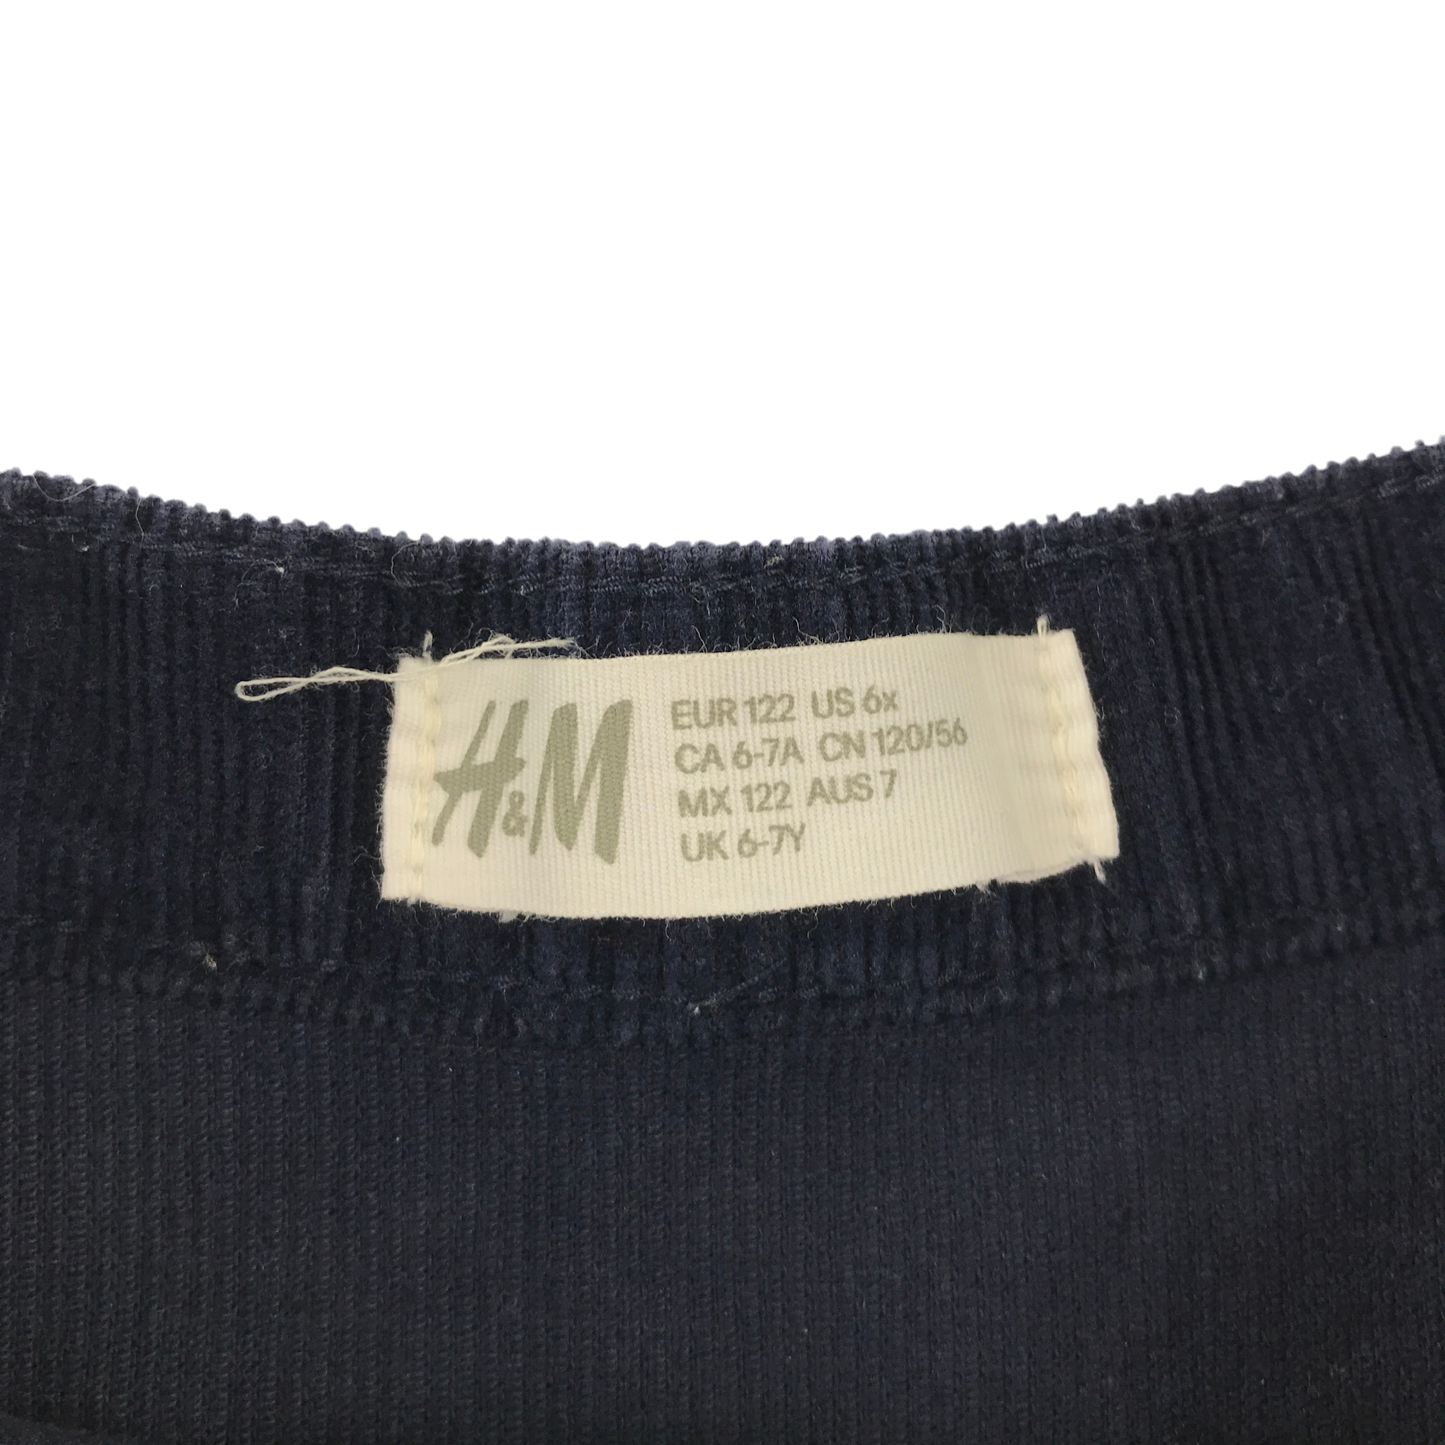 H&M
EUR 122 US 6x
CA 6-7A CN 120/56
MX 122 AUS 7
UK 6-7Y